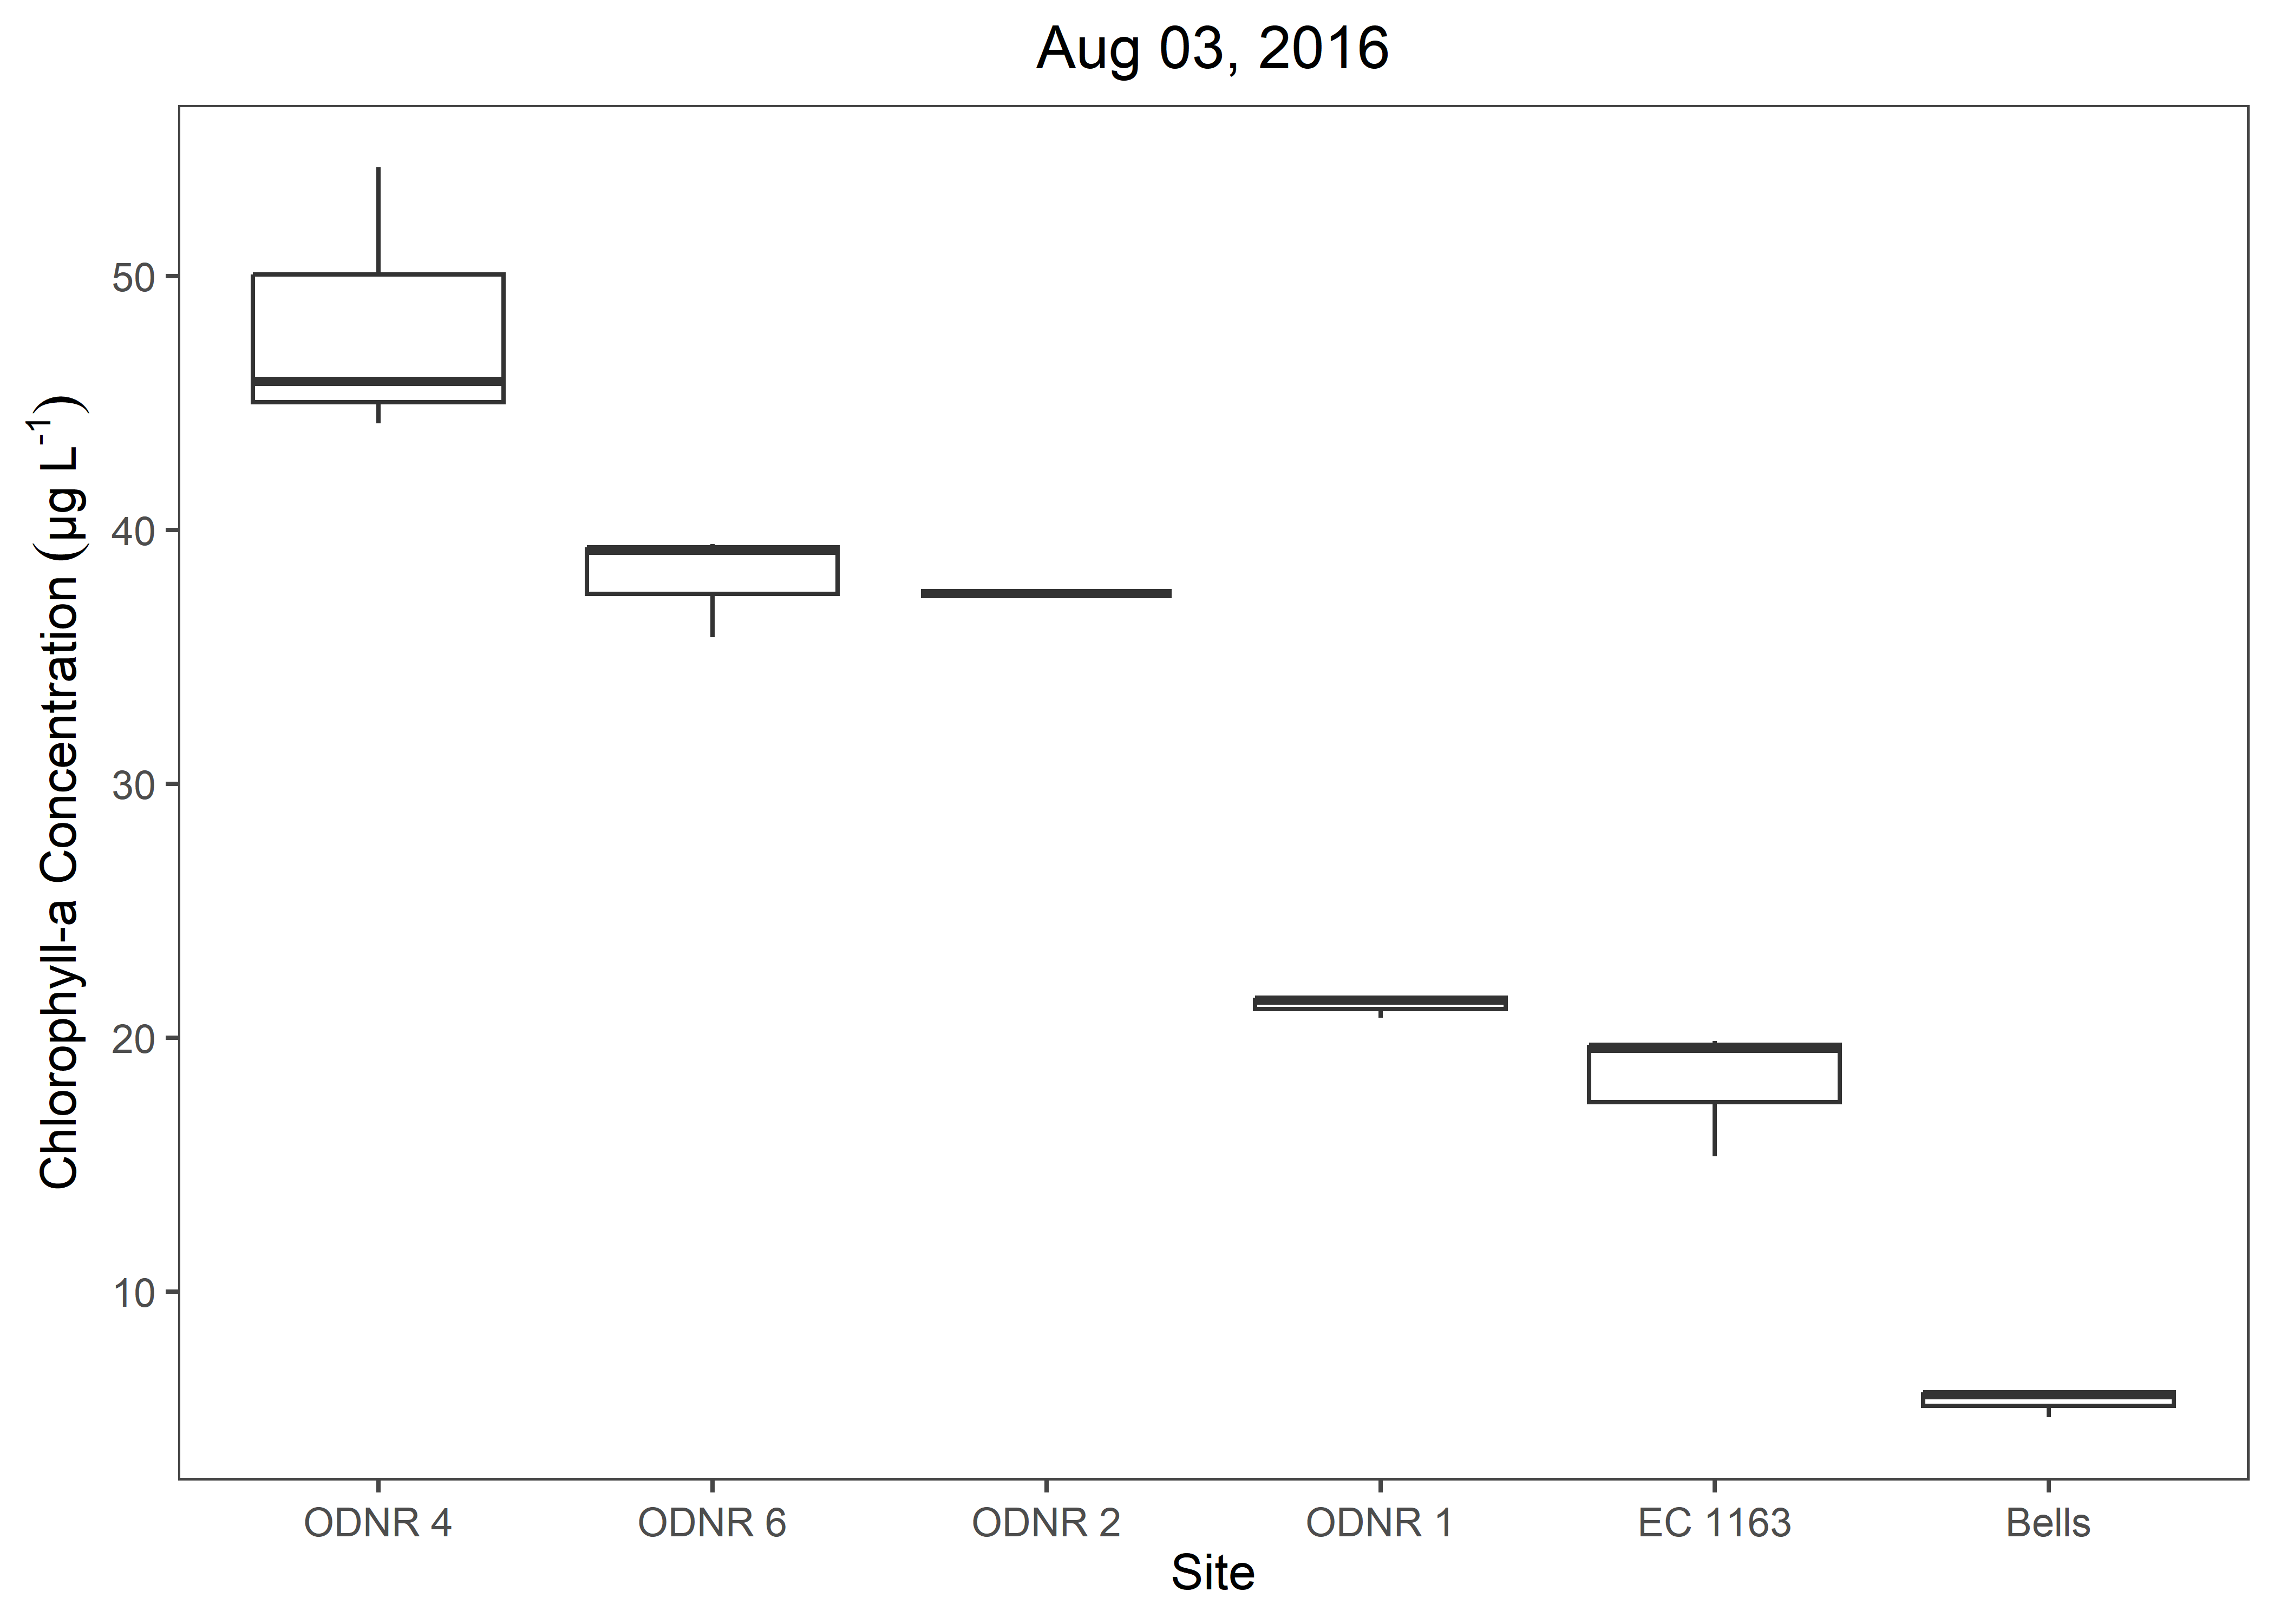 Aug 03, 2016
Chlorophyll-a Concentration (µg L⁻¹)
50
40
30
20
10
ODNR 4
ODNR 6
ODNR 2
ODNR 1
EC 1163
Bells
Site